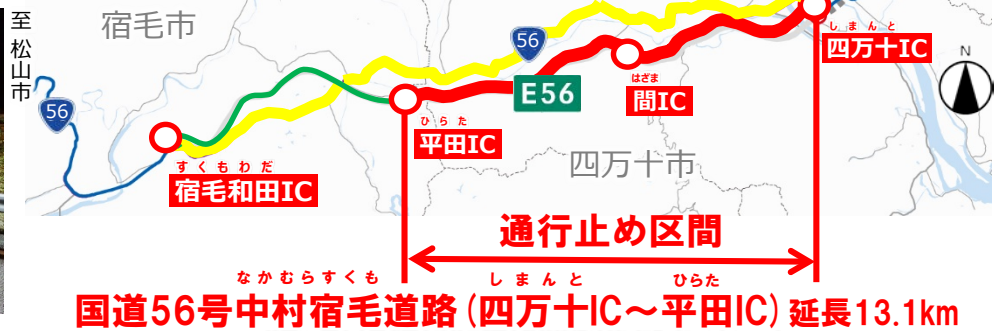 至
松
山
市
宿毛市
56
しまんと
四万十IC
N
56
E56
はざま
間IC
ひらた
平田IC
すくもわだ
宿毛和田IC
四万十市
通行止め区間
なかむらすくも しまんと ひらた
国道56号中村宿毛道路(四万十IC～平田IC)延長13.1km